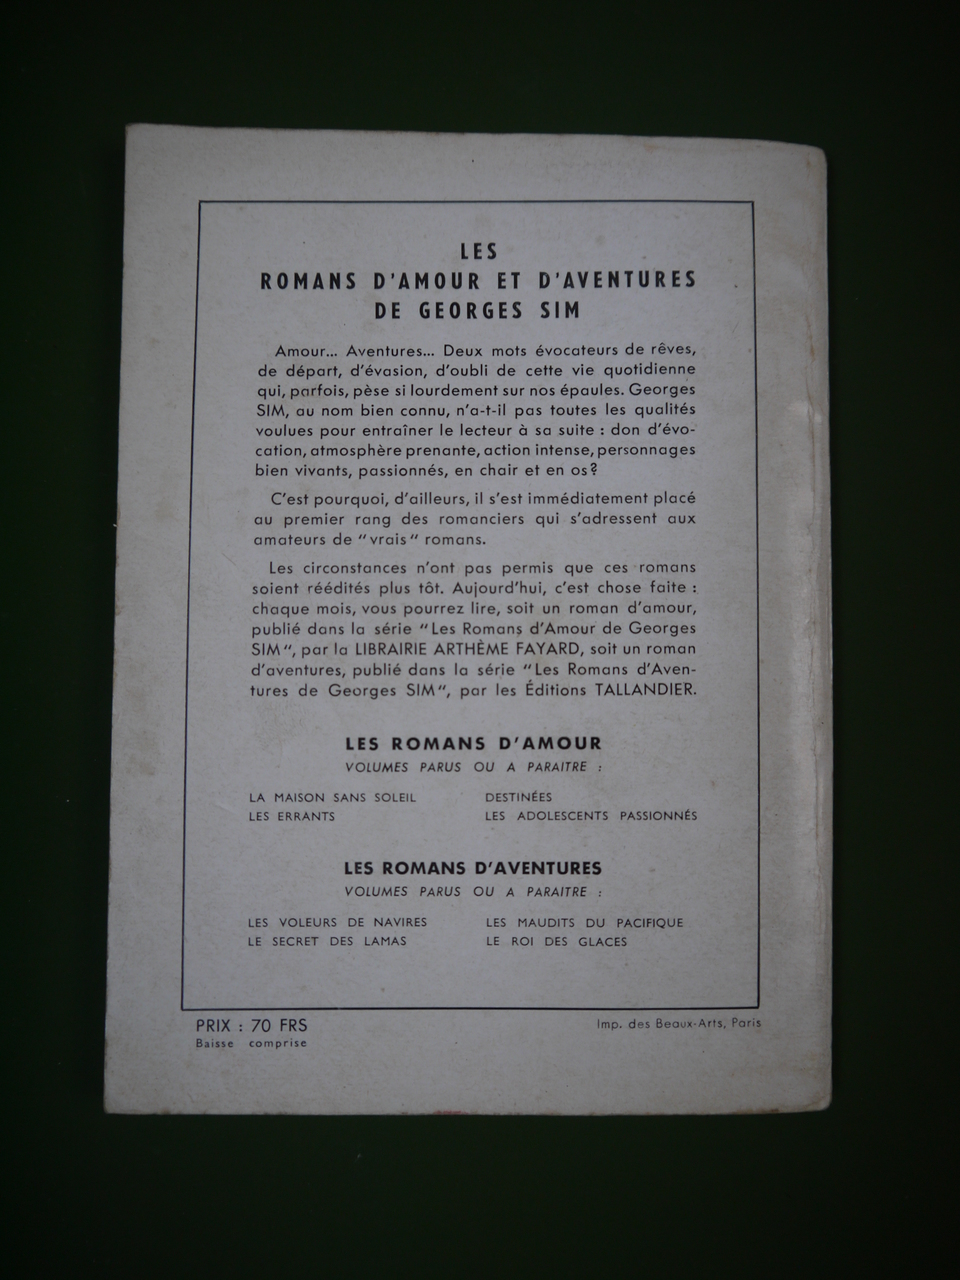 LES
ROMANS D'AMOUR ET D'AVENTURES
DE GEORGES SIM
Amour... Aventures... Deux mots évocateurs de rêves,
de départ, d'évasion, d'oubli de cette vie quotidienne
qui, parfois, pèse si lourdement sur nos épaules. Georges
SIM, au nom bien connu, n'a-t-il pas toutes les qualités
voulues pour entraîner le lecteur à sa suite : don d'évo-
cation, atmosphère prenante, action intense, personnages
bien vivants, passionnés, en chair et en os?
C'est pourquoi, d'ailleurs, il s'est immédiatement placé
au premier rang des romanciers qui s'adressent aux
amateurs de "vrais" romans.
Les circonstances n'ont pas permis que ces romans
soient réédités plus tôt. Aujourd'hui, c'est chose faite :
chaque mois, vous pourrez lire, soit un roman d'amour,
publié dans la série "Les Romans d'Amour de Georges
SIM", par la LIBRAIRIE ARTHÈME FAYARD, soit un roman
d'aventures, publié dans la série "Les Romans d'Aven-
tures de Georges SIM", par les Éditions TALLANDIER.
LES ROMANS D'AMOUR
VOLUMES PARUS OU A PARAITRE :
LA MAISON SANS SOLEIL DESTINÉES
LES ERRANTS LES ADOLESCENTS PASSIONNÉS
LES ROMANS D'AVENTURES
VOLUMES PARUS OU A PARAITRE :
LES VOLEURS DE NAVIRES LES MAUDITS DU PACIFIQUE
LE SECRET DES LAMAS LE ROI DES GLACES
PRIX : 70 FRS Imp. des Beaux-Arts, Paris
Baisse comprise